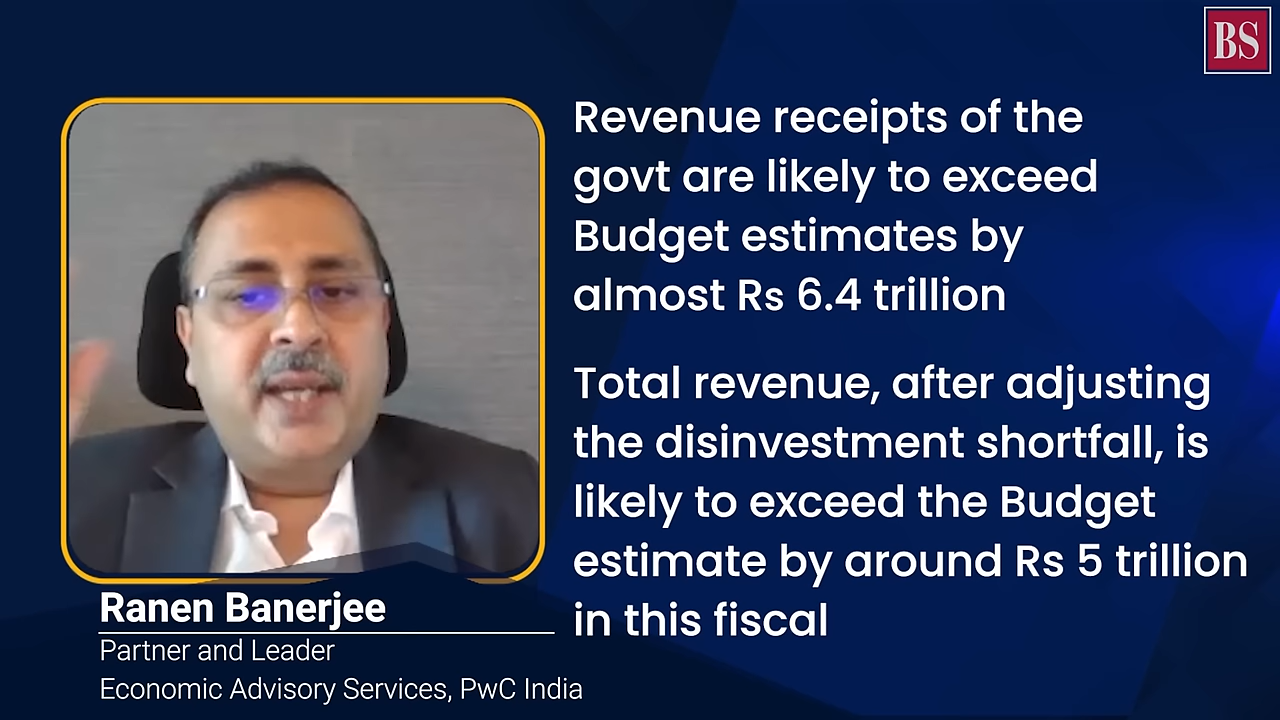 BS
Revenue receipts of the
govt are likely to exceed
Budget estimates by
almost Rs 6.4 trillion
Total revenue, after adjusting
the disinvestment shortfall, is
likely to exceed the Budget
estimate by around Rs 5 trillion
in this fiscal
Ranen Banerjee
Partner and Leader
Economic Advisory Services, PwC India